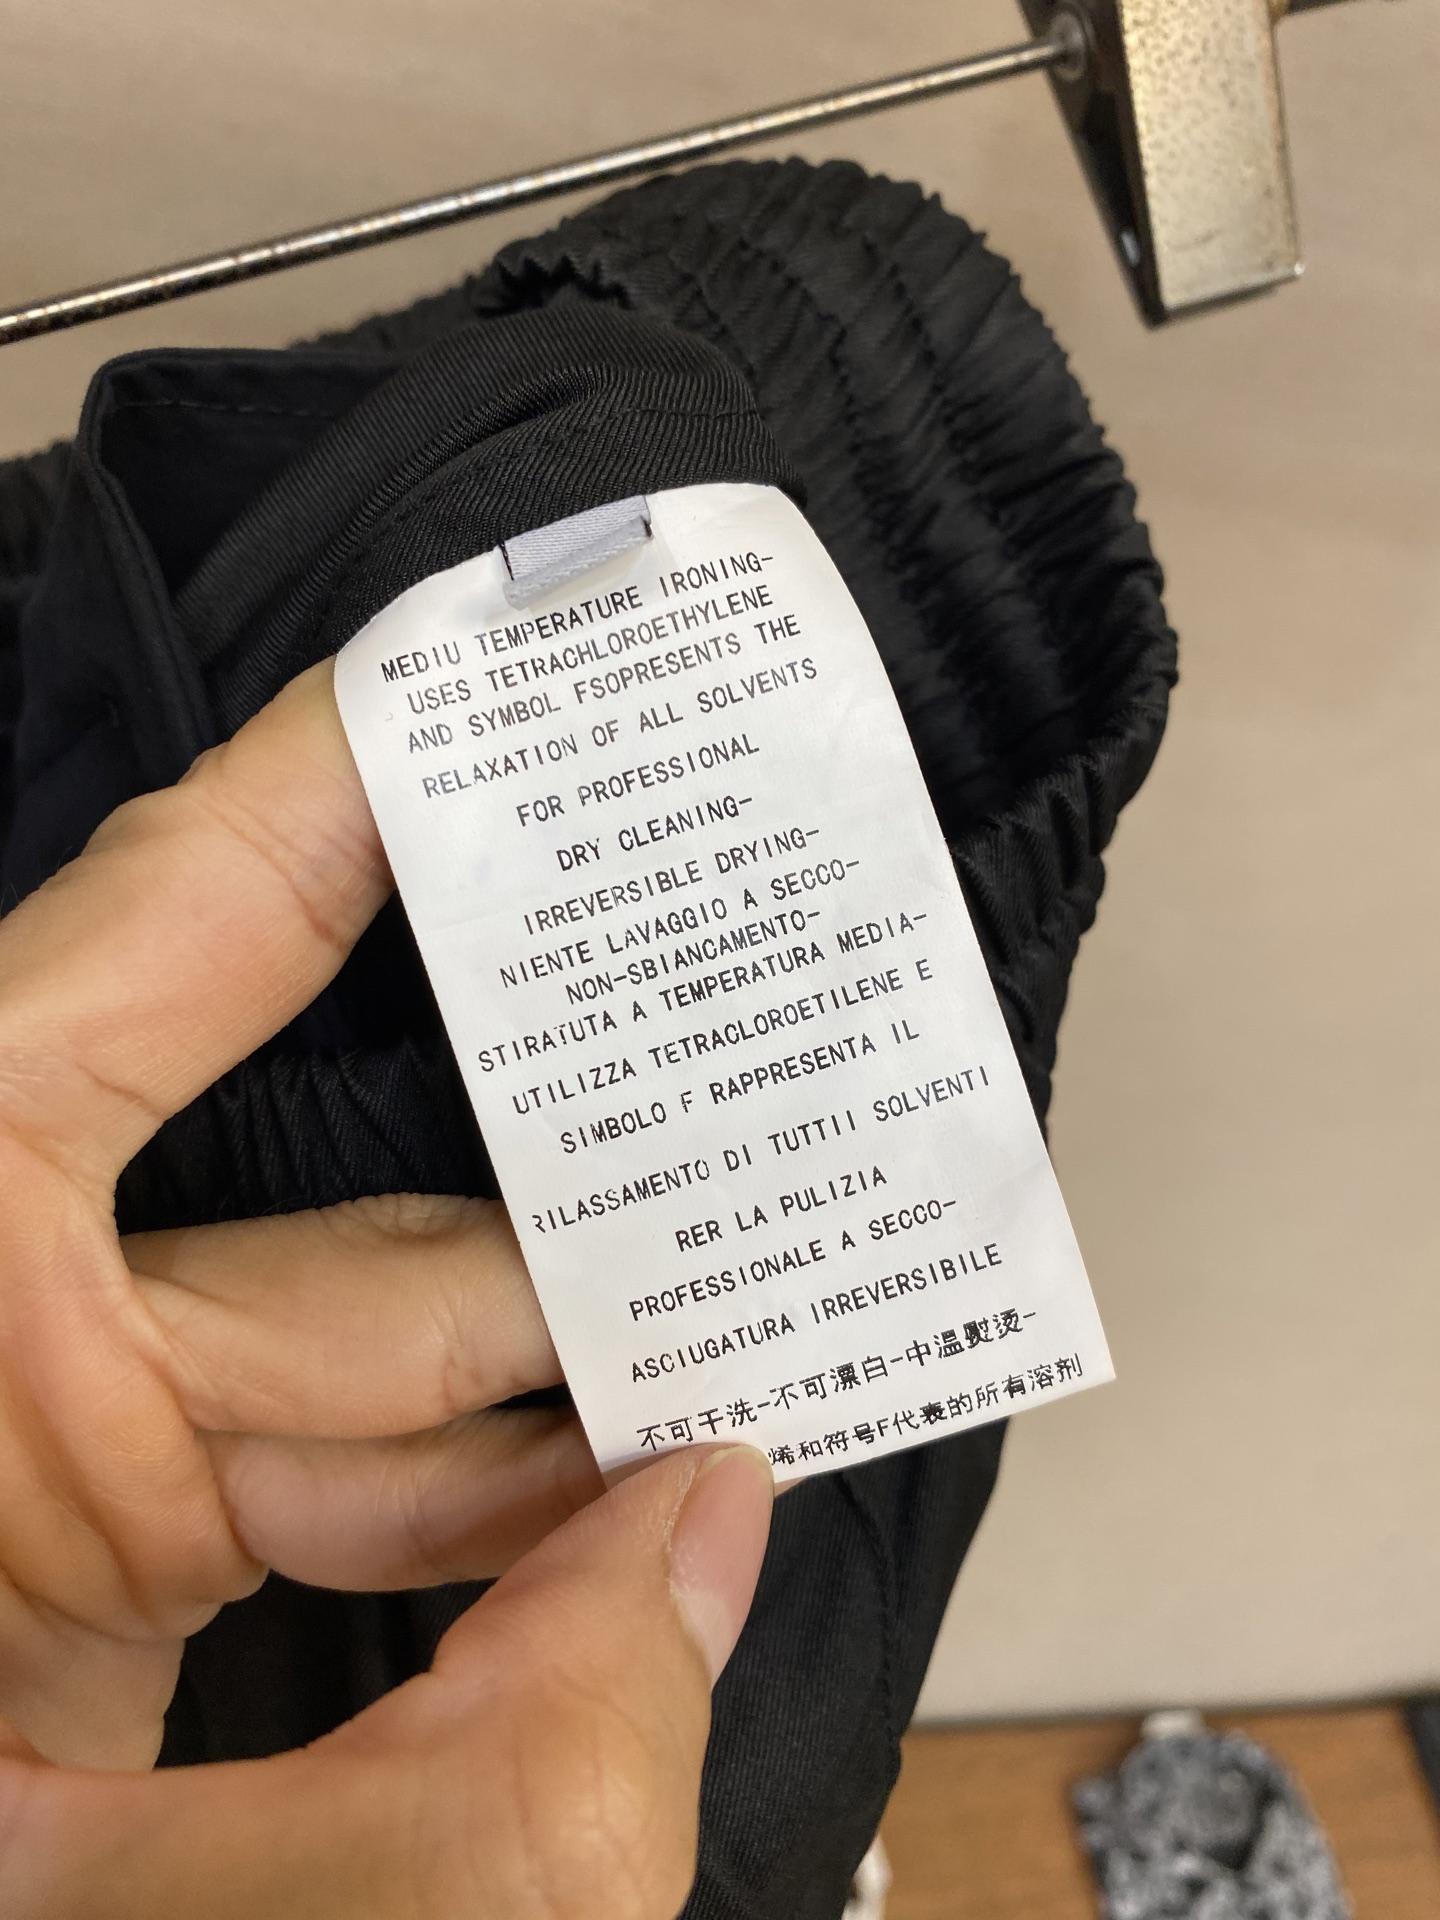 MEDIU TEMPERATURE IRONING-
USES TETRACHLOROETHYLENE
AND SYMBOL FSOPRESENTS THE
RELAXATION OF ALL SOLVENTS
FOR PROFESSIONAL
DRY CLEANING-
IRREVERSIBLE DRYING-
NIENTE LAVAGGIO A SECCO-
NON-SBIANCAMENTO-
STIRATUTA A TEMPERATURA MEDIA-
UTILIZZA TETRACLOROETILENE E
SIMBOLO F RAPPRESENTA IL
RILASSAMENTO DI TUTTII SOLVENTI
RER LA PULIZIA
PROFESSIONALE A SECCO-
ASCIUGATURA IRREVERSIBILE
不可干洗-不可漂白-中温熨烫-
烯和符号F代表的所有溶剂